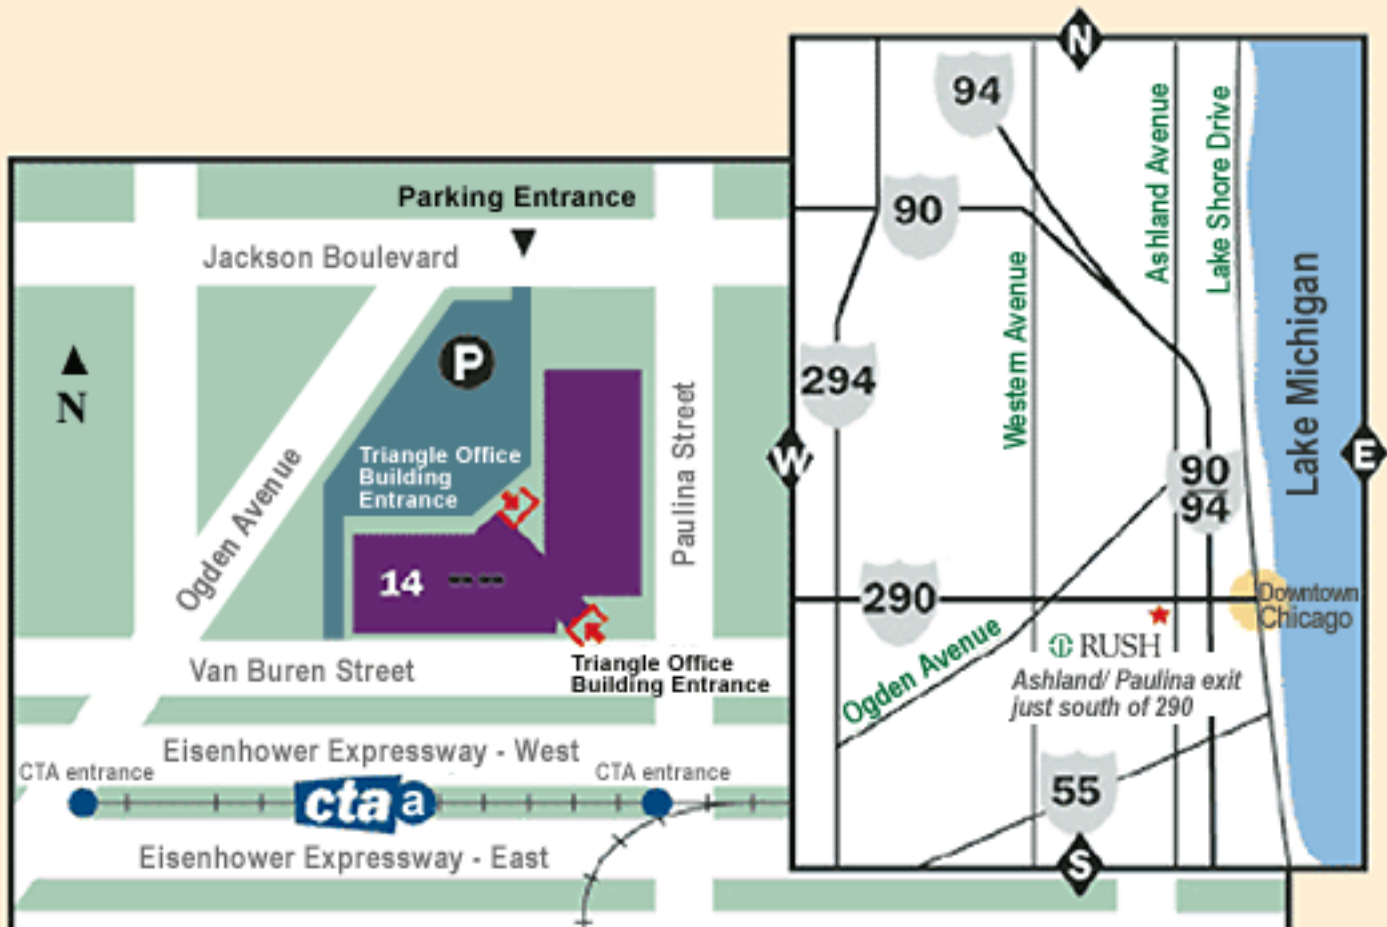 Parking Entrance
Jackson Boulevard
N
P
Triangle Office
Building
Entrance
Ogden Avenue
Paulina Street
14
Van Buren Street
Triangle Office
Building Entrance
Eisenhower Expressway - West
CTA entrance
CTA entrance
cta a
Eisenhower Expressway - East
N
94
90
Ashland Avenue
Lake Shore Drive
Western Avenue
Lake Michigan
294
W
E
90
94
290
Downtown
Chicago
Ogden Avenue
RUSH
Ashland/ Paulina exit
just south of 290
55
S